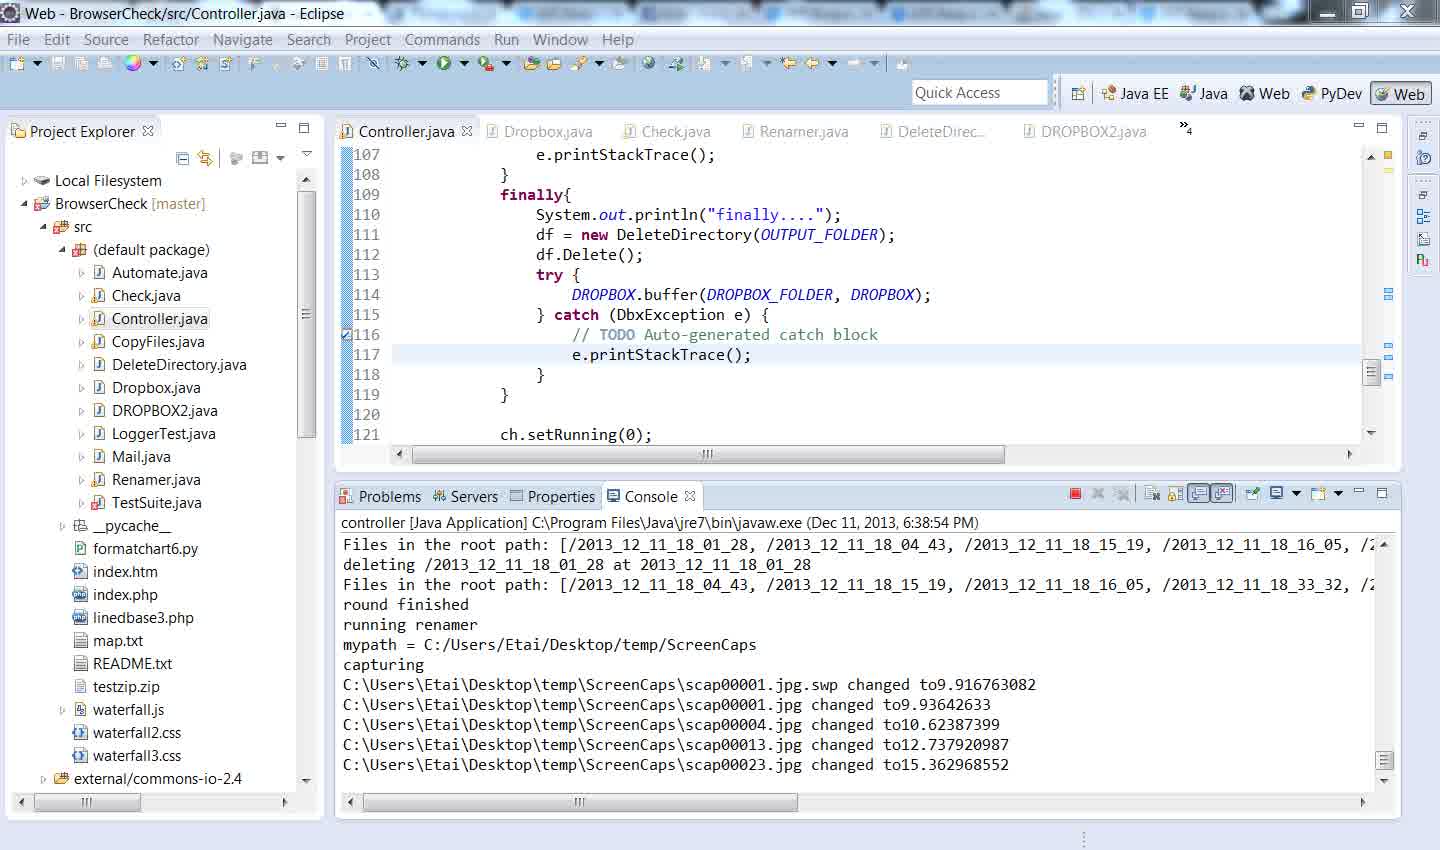 Web - BrowserCheck/src/Controller.java - Eclipse
File Edit Source Refactor Navigate Search Project Commands Run Window Help
Quick Access
Java EE Java Web PyDev Web
Project Explorer
Local Filesystem
BrowserCheck [master]
src
(default package)
Automate.java
Check.java
Controller.java
CopyFiles.java
DeleteDirectory.java
Dropbox.java
DROPBOX2.java
LoggerTest.java
Mail.java
Renamer.java
TestSuite.java
__pycache__
formatchart6.py
index.htm
index.php
linedbase3.php
map.txt
README.txt
testzip.zip
waterfall.js
waterfall2.css
waterfall3.css
external/commons-io-2.4
Controller.java Dropbox.java Check.java Renamer.java DeleteDirec... DROPBOX2.java »4
107 e.printStackTrace();
108 }
109 finally{
110 System.out.println("finally....");
111 df = new DeleteDirectory(OUTPUT_FOLDER);
112 df.Delete();
113 try {
114 DROPBOX.buffer(DROPBOX_FOLDER, DROPBOX);
115 } catch (DbxException e) {
116 // TODO Auto-generated catch block
117 e.printStackTrace();
118 }
119 }
120
121 ch.setRunning(0);
Problems Servers Properties Console
controller [Java Application] C:\Program Files\Java\jre7\bin\javaw.exe (Dec 11, 2013, 6:38:54 PM)
Files in the root path: [/2013_12_11_18_01_28, /2013_12_11_18_04_43, /2013_12_11_18_15_19, /2013_12_11_18_16_05, /2
deleting /2013_12_11_18_01_28 at 2013_12_11_18_01_28
Files in the root path: [/2013_12_11_18_04_43, /2013_12_11_18_15_19, /2013_12_11_18_16_05, /2013_12_11_18_33_32, /2
round finished
running renamer
mypath = C:/Users/Etai/Desktop/temp/ScreenCaps
capturing
C:\Users\Etai\Desktop\temp\ScreenCaps\scap00001.jpg.swp changed to9.916763082
C:\Users\Etai\Desktop\temp\ScreenCaps\scap00001.jpg changed to9.93642633
C:\Users\Etai\Desktop\temp\ScreenCaps\scap00004.jpg changed to10.62387399
C:\Users\Etai\Desktop\temp\ScreenCaps\scap00013.jpg changed to12.737920987
C:\Users\Etai\Desktop\temp\ScreenCaps\scap00023.jpg changed to15.362968552